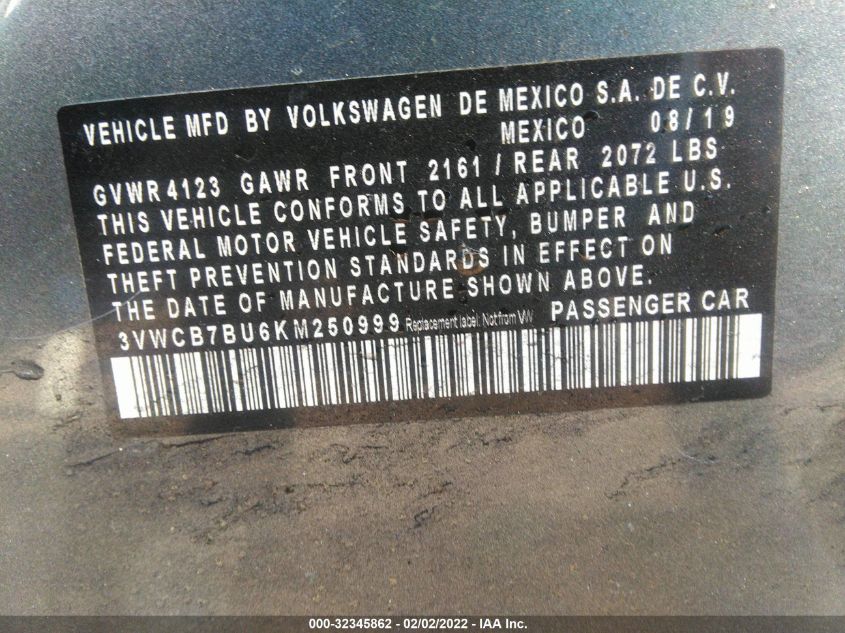 VEHICLE MFD BY VOLKSWAGEN DE MEXICO S.A. DE C.V.
MEXICO 08/19
GVWR 4123 GAWR FRONT 2161 / REAR 2072 LBS
THIS VEHICLE CONFORMS TO ALL APPLICABLE U.S.
FEDERAL MOTOR VEHICLE SAFETY, BUMPER AND
THEFT PREVENTION STANDARDS IN EFFECT ON
THE DATE OF MANUFACTURE SHOWN ABOVE.
3VWCB7BU6KM250999 Replacement label: Not from VW PASSENGER CAR
000-32345862 - 02/02/2022 - IAA Inc.